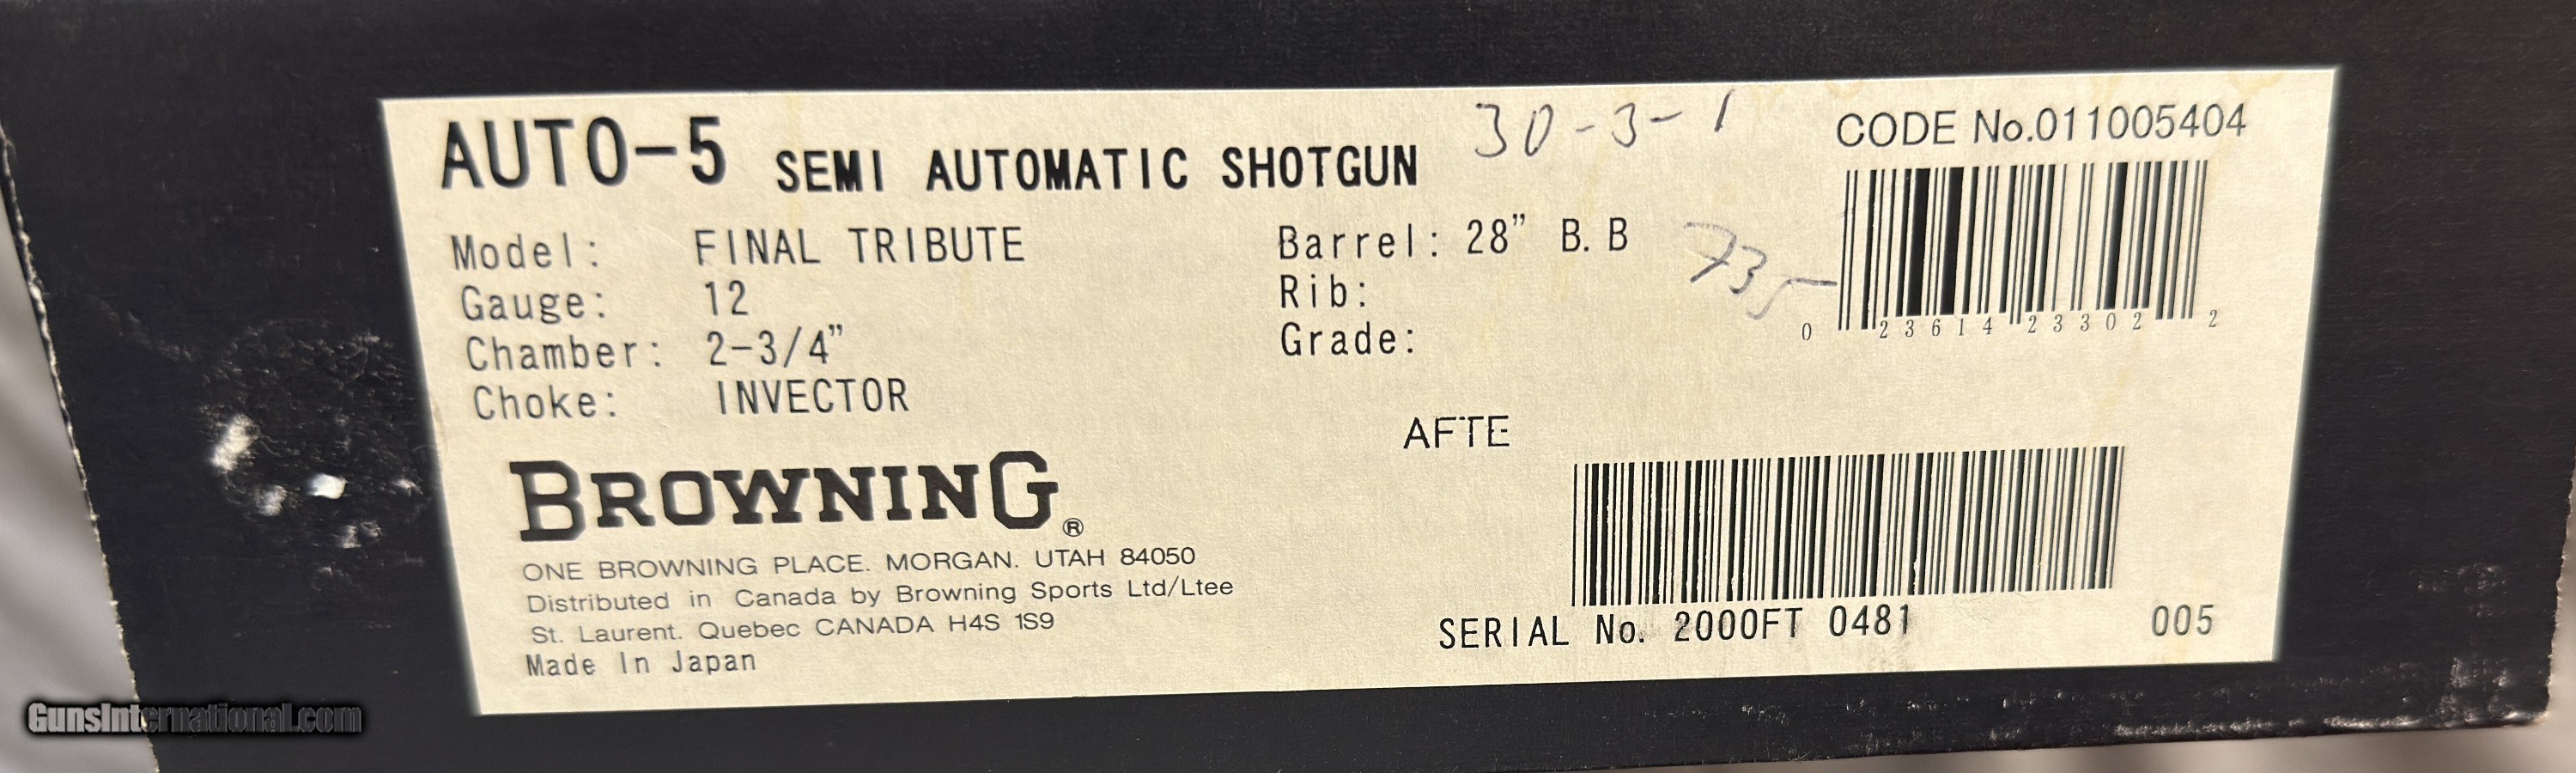 AUTO-5 SEMI AUTOMATIC SHOTGUN 30-3-1
CODE No.011005404
Model: FINAL TRIBUTE
Gauge: 12
Chamber: 2-3/4"
Choke: INVECTOR
Barrel: 28" B.B
Rib:
Grade:
735
0 23614 23302 2
AFTE
BROWNING®
ONE BROWNING PLACE. MORGAN. UTAH 84050
Distributed in Canada by Browning Sports Ltd/Ltee
St. Laurent. Quebec CANADA H4S 1S9
Made In Japan
SERIAL No. 2000FT 0481 005
GunsInternational.com